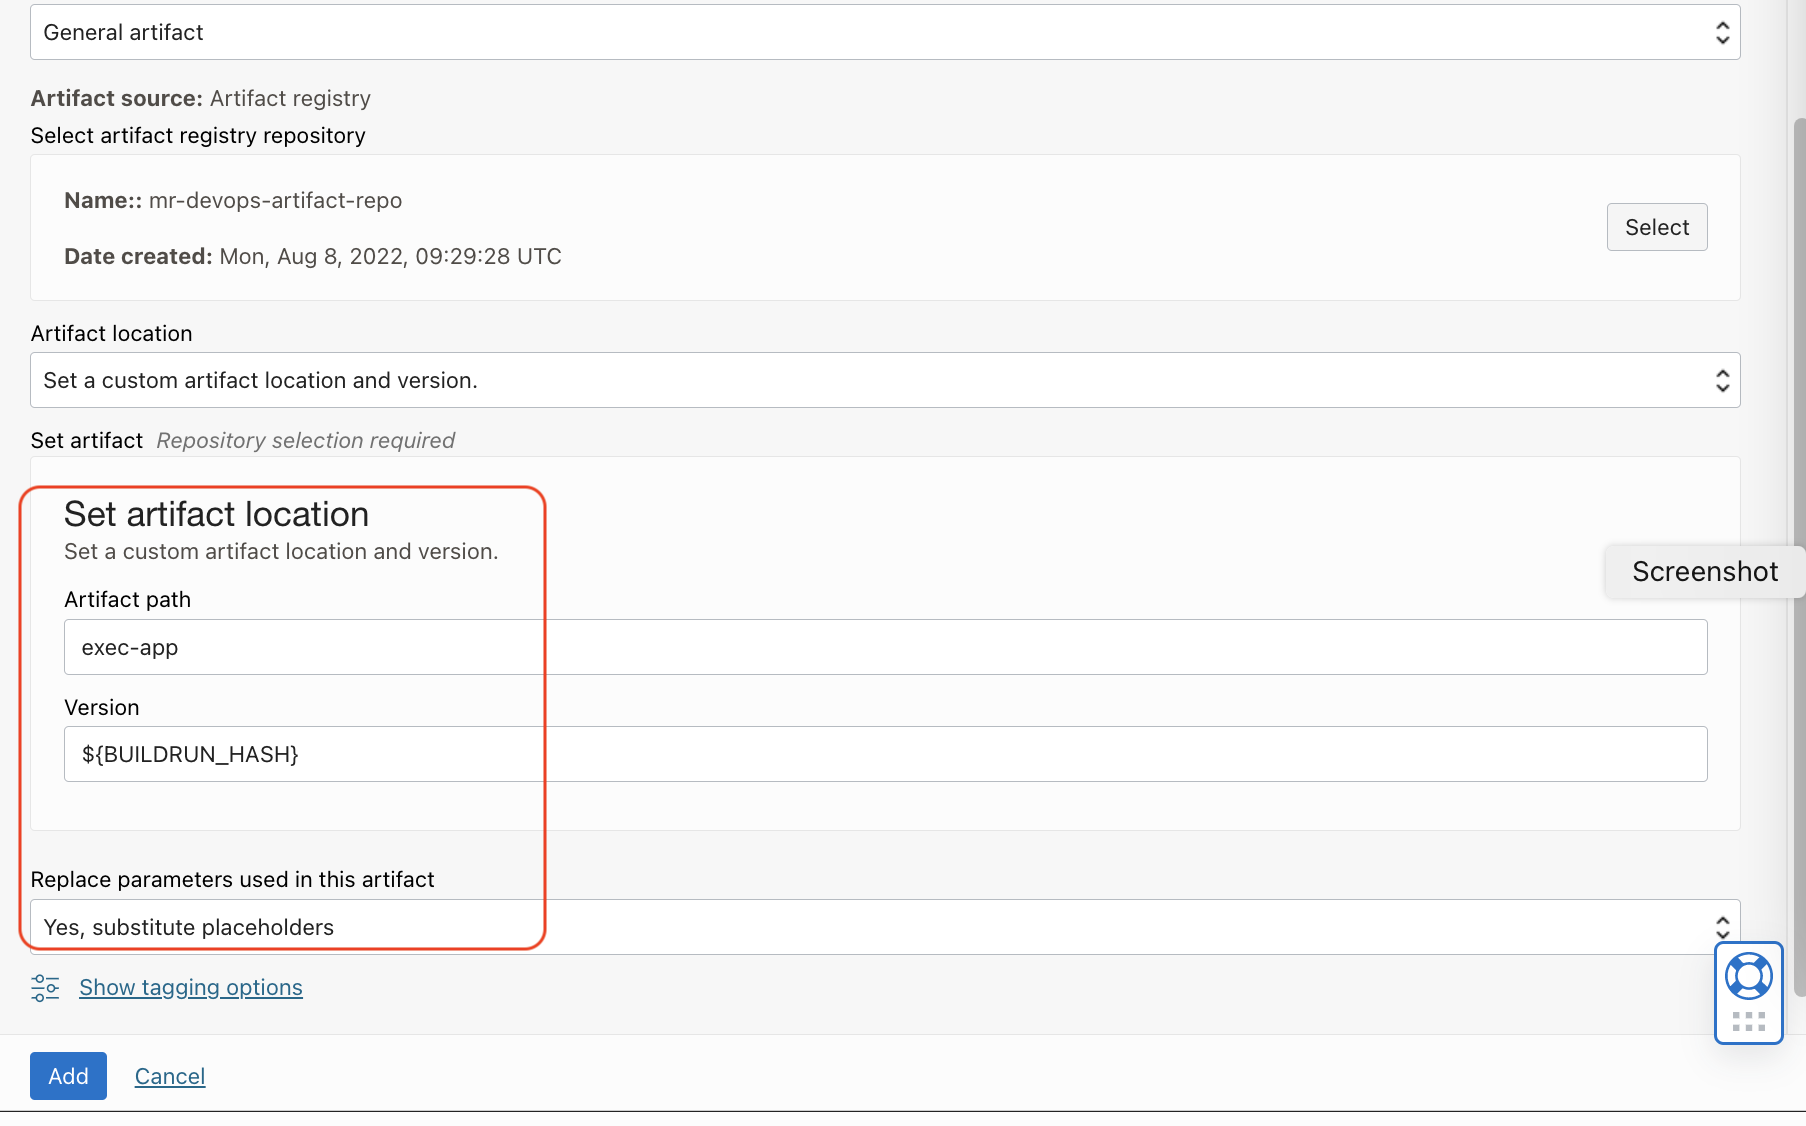 General artifact
Artifact source: Artifact registry
Select artifact registry repository
Name:: mr-devops-artifact-repo
Select
Date created: Mon, Aug 8, 2022, 09:29:28 UTC
Artifact location
Set a custom artifact location and version.
Set artifact Repository selection required
Set artifact location
Set a custom artifact location and version.
Screenshot
Artifact path
exec-app
Version
${BUILDRUN_HASH}
Replace parameters used in this artifact
Yes, substitute placeholders
Show tagging options
Add Cancel